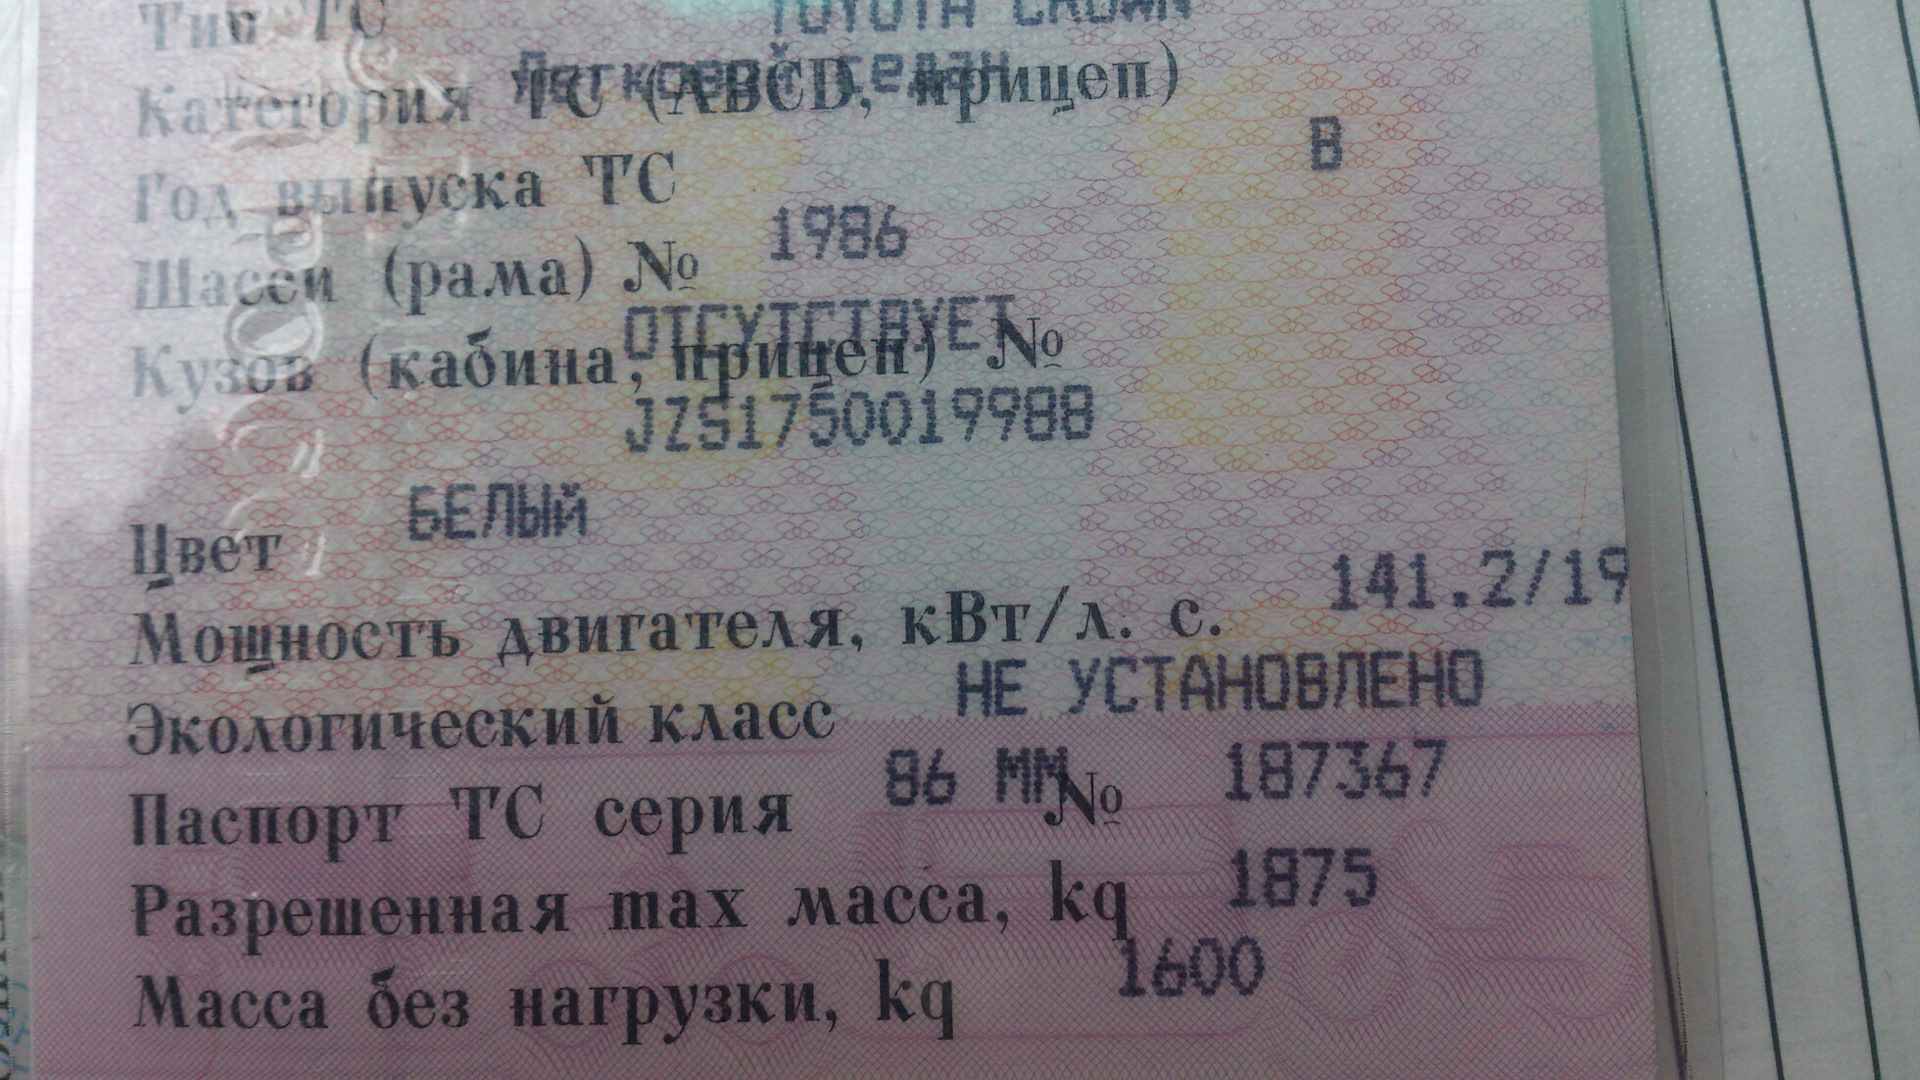 TOYOTA CROWN
Тип ТС
Легковой седан
Категория ТС (ABCD, прицеп)
B
Год выпуска ТС
1986
Шасси (рама) №
ОТСУТСТВУЕТ
Кузов (кабина, прицеп) №
JZS1750019988
БЕЛЫЙ
Цвет
141.2/19
Мощность двигателя, кВт/л. с.
НЕ УСТАНОВЛЕНО
Экологический класс
86 ММ 187367
Паспорт ТС серия №
1875
Разрешенная max масса, kg
1600
Масса без нагрузки, kg